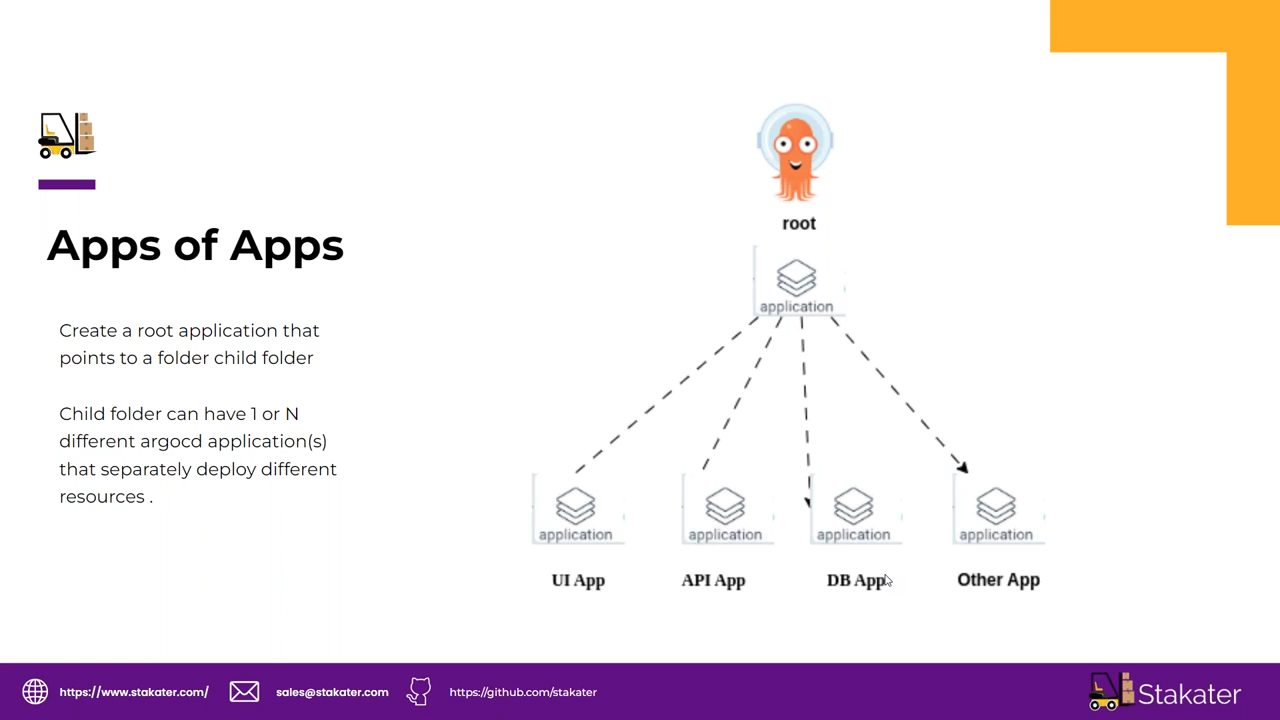 Apps of Apps
Create a root application that
points to a folder child folder
Child folder can have 1 or N
different argocd application(s)
that separately deploy different
resources .
root
application
application
application
application
application
UI App
API App
DB App
Other App
https://www.stakater.com/
sales@stakater.com
https://github.com/stakater
Stakater